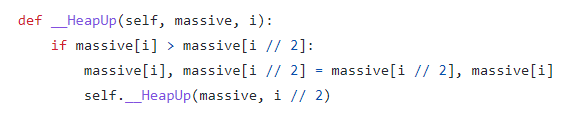 def __HeapUp(self, massive, i):
    if massive[i] > massive[i // 2]:
        massive[i], massive[i // 2] = massive[i // 2], massive[i]
        self.__HeapUp(massive, i // 2)